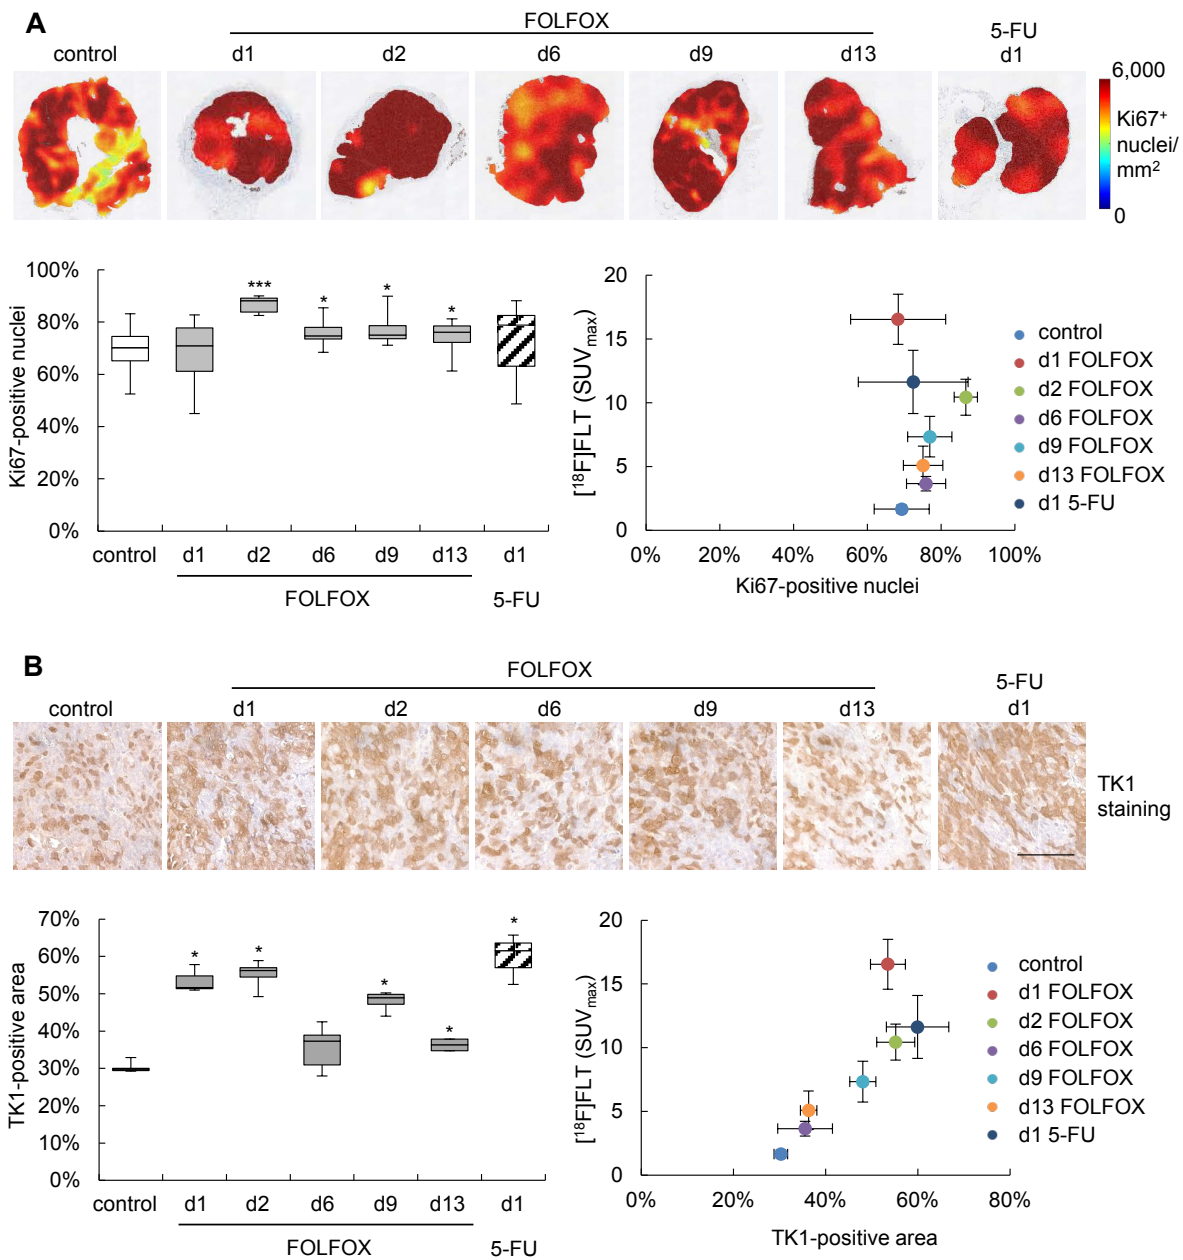 A
FOLFOX
control d1 d2 d6 d9 d13 5-FU d1
6,000
Ki67+
nuclei/
mm2
0
100%
80%
60%
40%
20%
0%
Ki67-positive nuclei
*** * * *
control d1 d2 d6 d9 d13 d1
FOLFOX 5-FU
20
15
10
5
0
[18F]FLT (SUVmax)
0% 20% 40% 60% 80% 100%
Ki67-positive nuclei
control
d1 FOLFOX
d2 FOLFOX
d6 FOLFOX
d9 FOLFOX
d13 FOLFOX
d1 5-FU
B
FOLFOX
control d1 d2 d6 d9 d13 5-FU d1
TK1
staining
70%
60%
50%
40%
30%
20%
10%
0%
TK1-positive area
* * * * *
control d1 d2 d6 d9 d13 d1
FOLFOX 5-FU
20
15
10
5
0
[18F]FLT (SUVmax)
0% 20% 40% 60% 80%
TK1-positive area
control
d1 FOLFOX
d2 FOLFOX
d6 FOLFOX
d9 FOLFOX
d13 FOLFOX
d1 5-FU